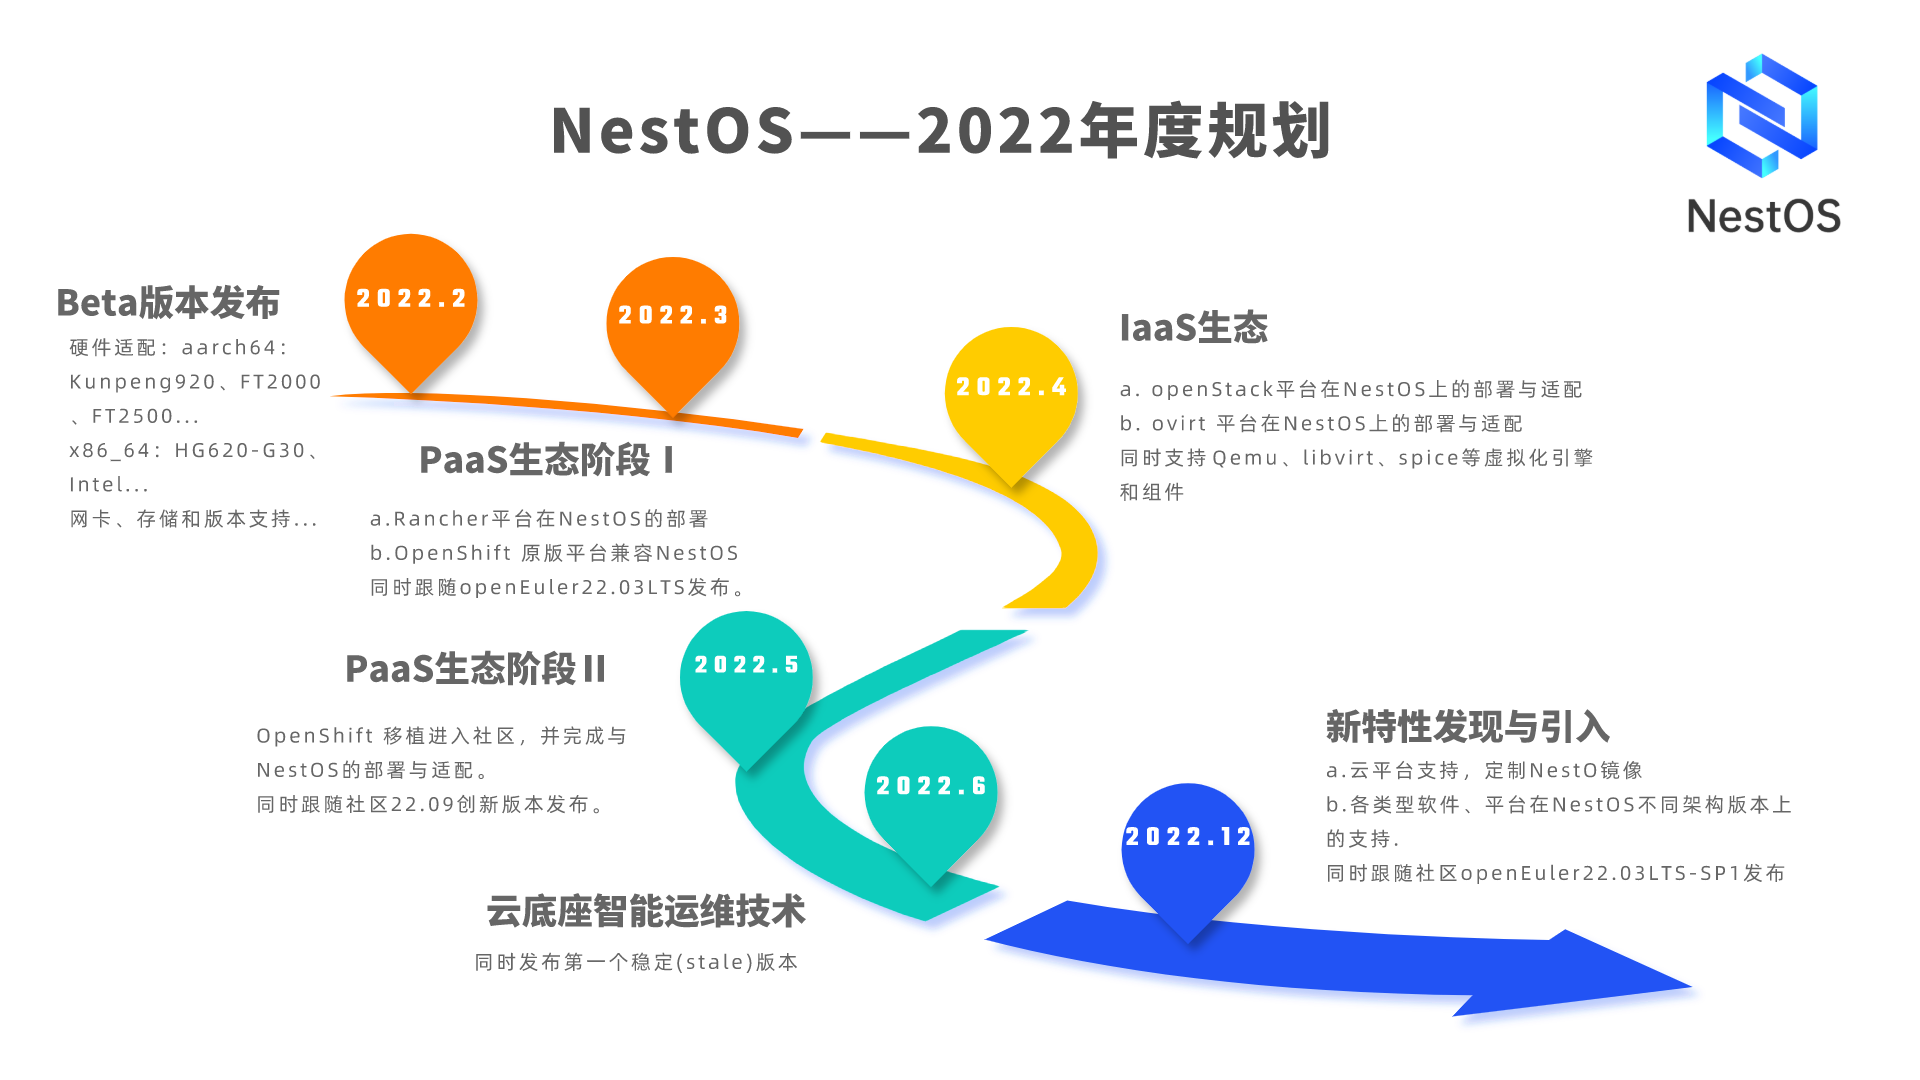 NestOS——2022年度规划
NestOS
2022.2
Beta版本发布
硬件适配：aarch64：
Kunpeng920、FT2000
、FT2500...
x86_64：HG620-G30、
Intel...
网卡、存储和版本支持...
2022.3
PaaS生态阶段Ⅰ
a.Rancher平台在NestOS的部署
b.OpenShift 原版平台兼容NestOS
同时跟随openEuler22.03LTS发布。
2022.4
IaaS生态
a. openStack平台在NestOS上的部署与适配
b. ovirt 平台在NestOS上的部署与适配
同时支持Qemu、libvirt、spice等虚拟化引擎
和组件
2022.5
PaaS生态阶段Ⅱ
OpenShift 移植进入社区，并完成与
NestOS的部署与适配。
同时跟随社区22.09创新版本发布。
2022.6
云底座智能运维技术
同时发布第一个稳定(stale)版本
2022.12
新特性发现与引入
a.云平台支持，定制NestO镜像
b.各类型软件、平台在NestOS不同架构版本上
的支持.
同时跟随社区openEuler22.03LTS-SP1发布